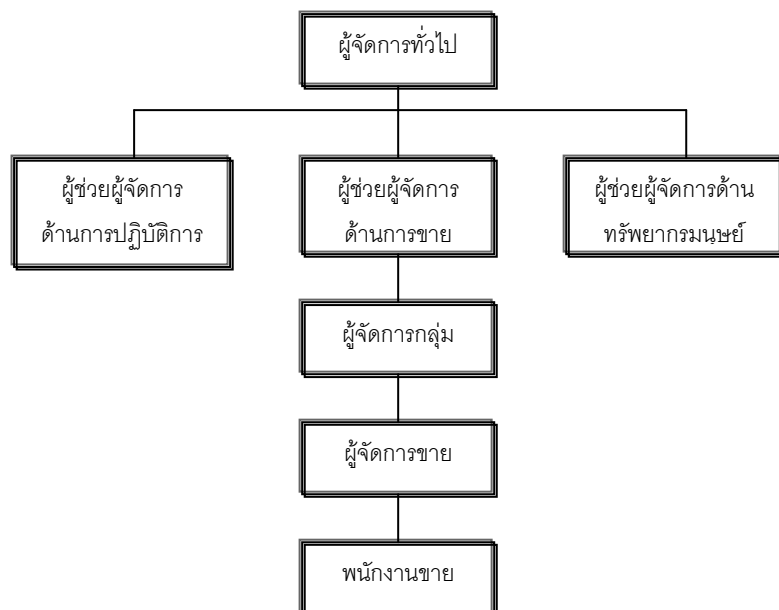 ผู้จัดการทั่วไป
ผู้ช่วยผู้จัดการ
ด้านการปฏิบัติการ
ผู้ช่วยผู้จัดการ
ด้านการขาย
ผู้ช่วยผู้จัดการด้าน
ทรัพยากรมนุษย์
ผู้จัดการกลุ่ม
ผู้จัดการขาย
พนักงานขาย